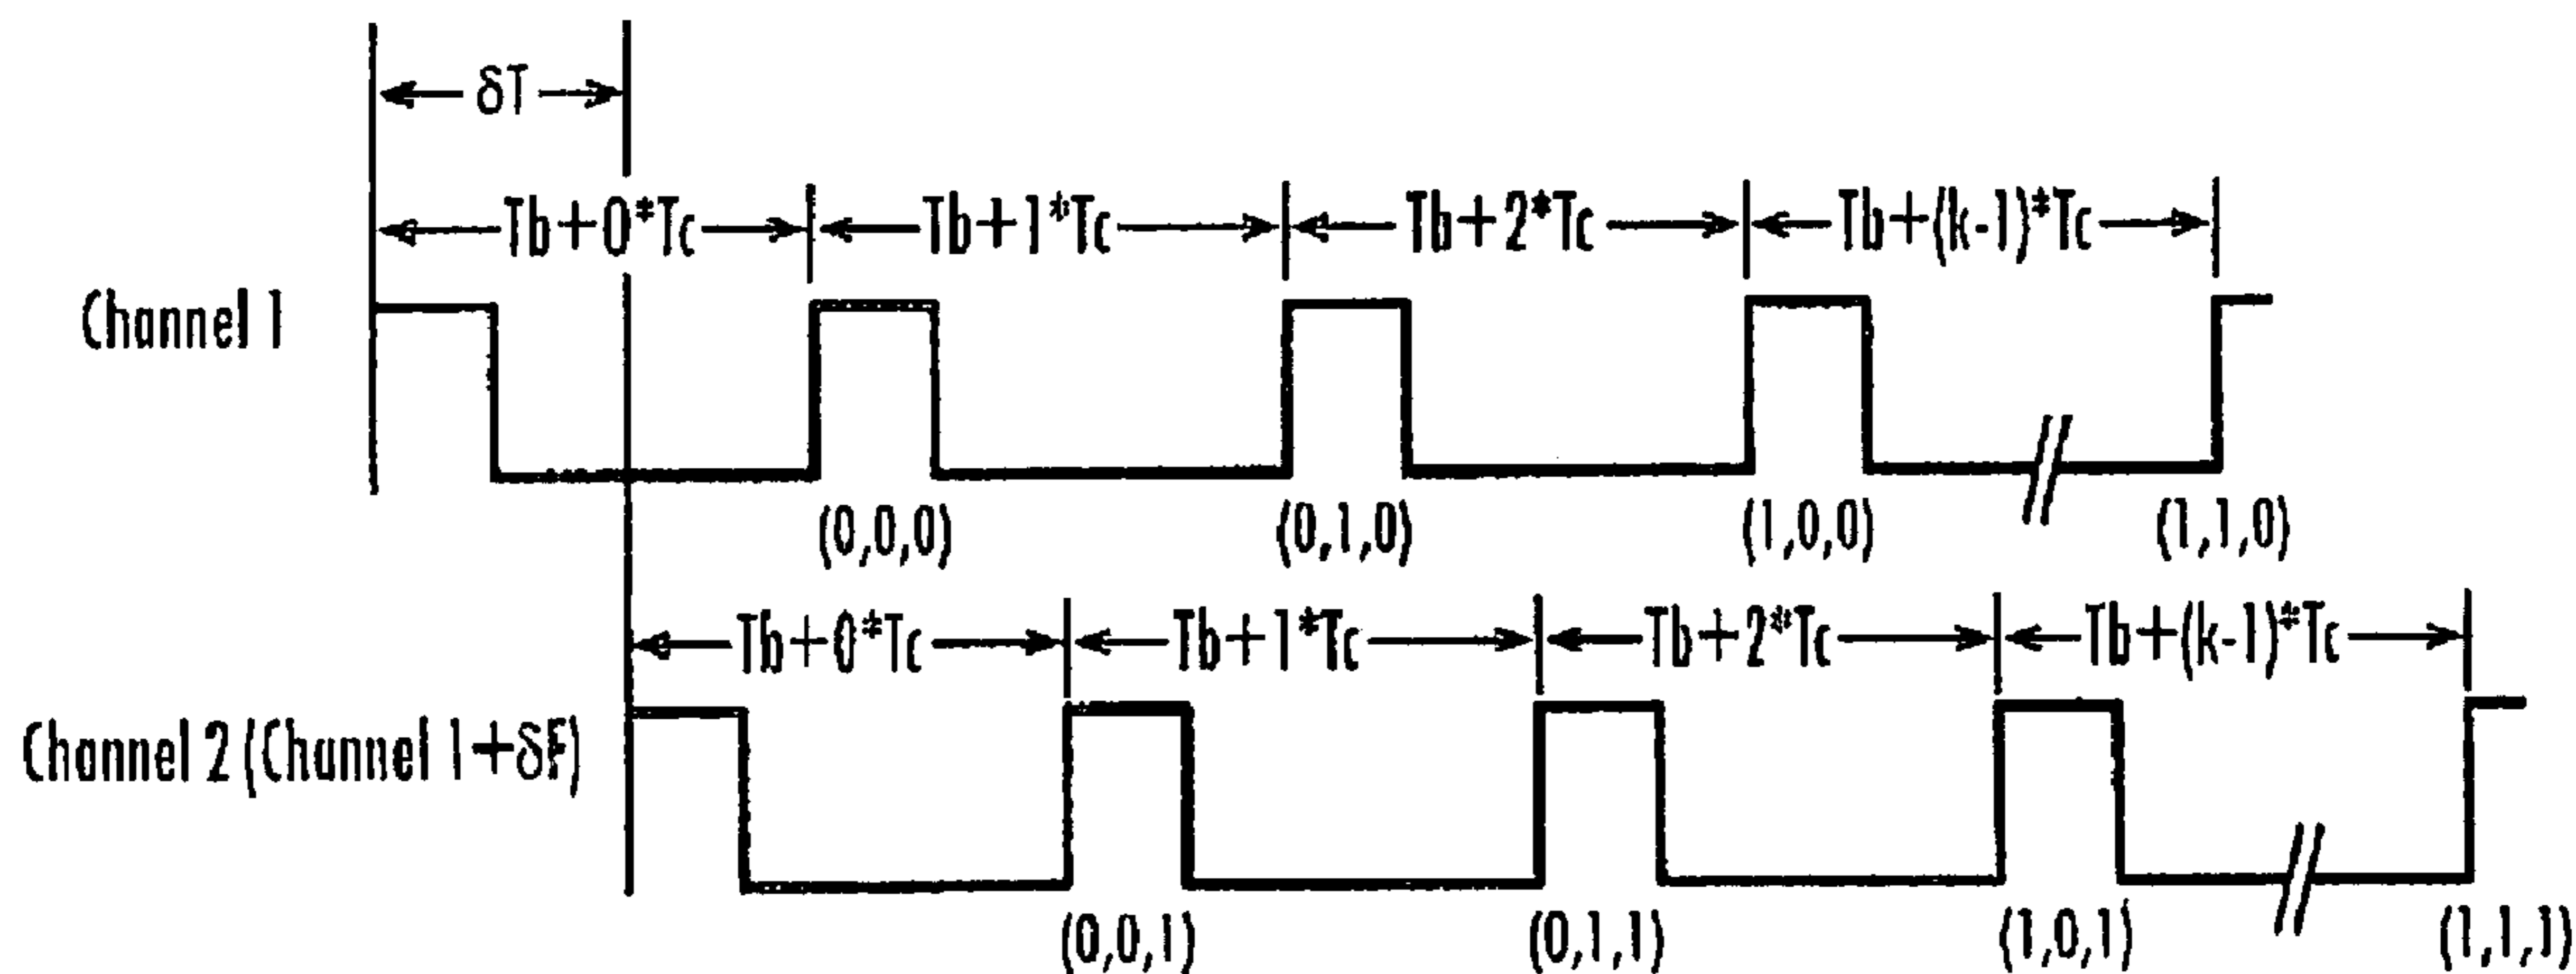 δT
Tb+0*Tc Tb+1*Tc Tb+2*Tc Tb+(k-1)*Tc
Channel 1
(0,0,0) (0,1,0) (1,0,0) (1,1,0)
Tb+0*Tc Tb+1*Tc Tb+2*Tc Tb+(k-1)*Tc
Channel 2 (Channel 1+δF)
(0,0,1) (0,1,1) (1,0,1) (1,1,1)